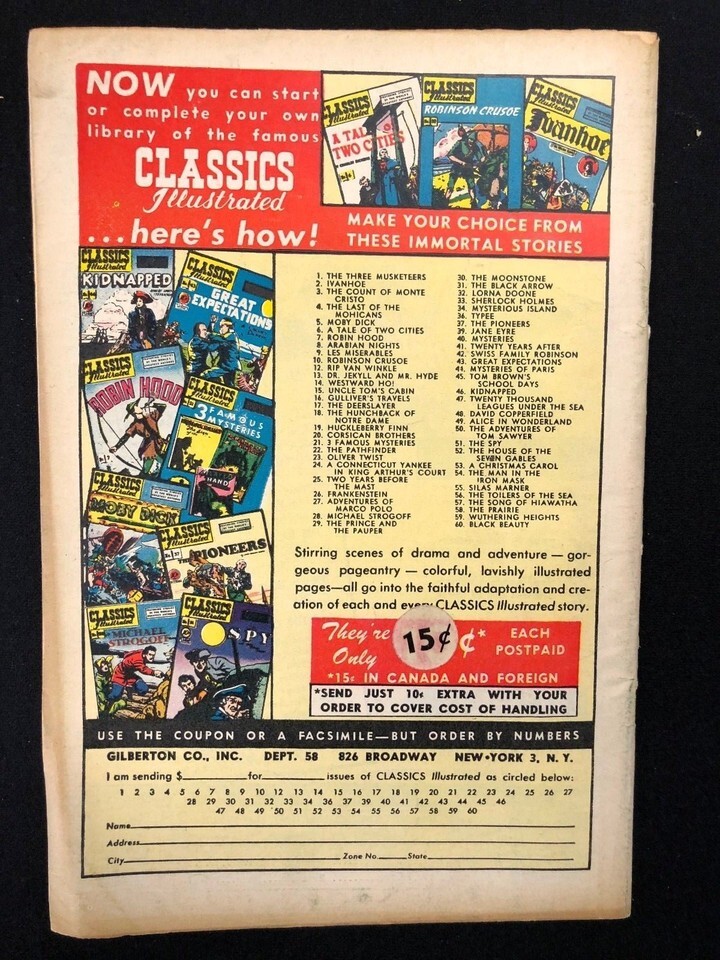 NOW you can start
or complete your own
library of the famous
CLASSICS
Illustrated
...here's how!
CLASSICS
Illustrated
A TALE OF
TWO CITIES
CLASSICS
Illustrated
ROBINSON CRUSOE
CLASSICS
Illustrated
Ivanhoe
MAKE YOUR CHOICE FROM
THESE IMMORTAL STORIES
CLASSICS
Illustrated
KIDNAPPED
CLASSICS
Illustrated
GREAT
EXPECTATIONS
CLASSICS
Illustrated
ROBIN HOOD
CLASSICS
Illustrated
3 FAMOUS
MYSTERIES
CLASSICS
Illustrated
MOBY DICK
CLASSICS
Illustrated
PIONEERS
CLASSICS
Illustrated
MICHAEL
STROGOFF
CLASSICS
Illustrated
SPY
1. THE THREE MUSKETEERS
2. IVANHOE
3. THE COUNT OF MONTE
CRISTO
4. THE LAST OF THE
MOHICANS
5. MOBY DICK
6. A TALE OF TWO CITIES
7. ROBIN HOOD
8. ARABIAN NIGHTS
9. LES MISERABLES
10. ROBINSON CRUSOE
12. RIP VAN WINKLE
13. DR. JEKYLL AND MR. HYDE
14. WESTWARD HO!
15. UNCLE TOM'S CABIN
16. GULLIVER'S TRAVELS
17. THE DEERSLAYER
18. THE HUNCHBACK OF
NOTRE DAME
19. HUCKLEBERRY FINN
20. CORSICAN BROTHERS
21. 3 FAMOUS MYSTERIES
22. THE PATHFINDER
23. OLIVER TWIST
24. A CONNECTICUT YANKEE
IN KING ARTHUR'S COURT
25. TWO YEARS BEFORE
THE MAST
26. FRANKENSTEIN
27. ADVENTURES OF
MARCO POLO
28. MICHAEL STROGOFF
29. THE PRINCE AND
THE PAUPER
30. THE MOONSTONE
31. THE BLACK ARROW
32. LORNA DOONE
33. SHERLOCK HOLMES
34. MYSTERIOUS ISLAND
36. TYPEE
37. THE PIONEERS
39. JANE EYRE
40. MYSTERIES
41. TWENTY YEARS AFTER
42. SWISS FAMILY ROBINSON
43. GREAT EXPECTATIONS
44. MYSTERIES OF PARIS
45. TOM BROWN'S
SCHOOL DAYS
46. KIDNAPPED
47. TWENTY THOUSAND
LEAGUES UNDER THE SEA
48. DAVID COPPERFIELD
49. ALICE IN WONDERLAND
50. THE ADVENTURES OF
TOM SAWYER
51. THE SPY
52. THE HOUSE OF THE
SEVEN GABLES
53. A CHRISTMAS CAROL
54. THE MAN IN THE
IRON MASK
55. SILAS MARNER
56. THE TOILERS OF THE SEA
57. THE SONG OF HIAWATHA
58. THE PRAIRIE
59. WUTHERING HEIGHTS
60. BLACK BEAUTY
Stirring scenes of drama and adventure — gor-
geous pageantry — colorful, lavishly illustrated
pages—all go into the faithful adaptation and cre-
ation of each and every CLASSICS Illustrated story.
They're
Only
15¢ ¢*
EACH
POSTPAID
*15¢ IN CANADA AND FOREIGN
*SEND JUST 10¢ EXTRA WITH YOUR
ORDER TO COVER COST OF HANDLING
USE THE COUPON OR A FACSIMILE—BUT ORDER BY NUMBERS
GILBERTON CO., INC. DEPT. 58 826 BROADWAY NEW•YORK 3, N. Y.
I am sending $ for issues of CLASSICS Illustrated as circled below:
1 2 3 4 5 6 7 8 9 10 12 13 14 15 16 17 18 19 20 21 22 23 24 25 26 27
28 29 30 31 32 33 34 36 37 39 40 41 42 43 44 45 46
47 48 49 50 51 52 53 54 55 56 57 58 59 60
Name
Address
City Zone No. State